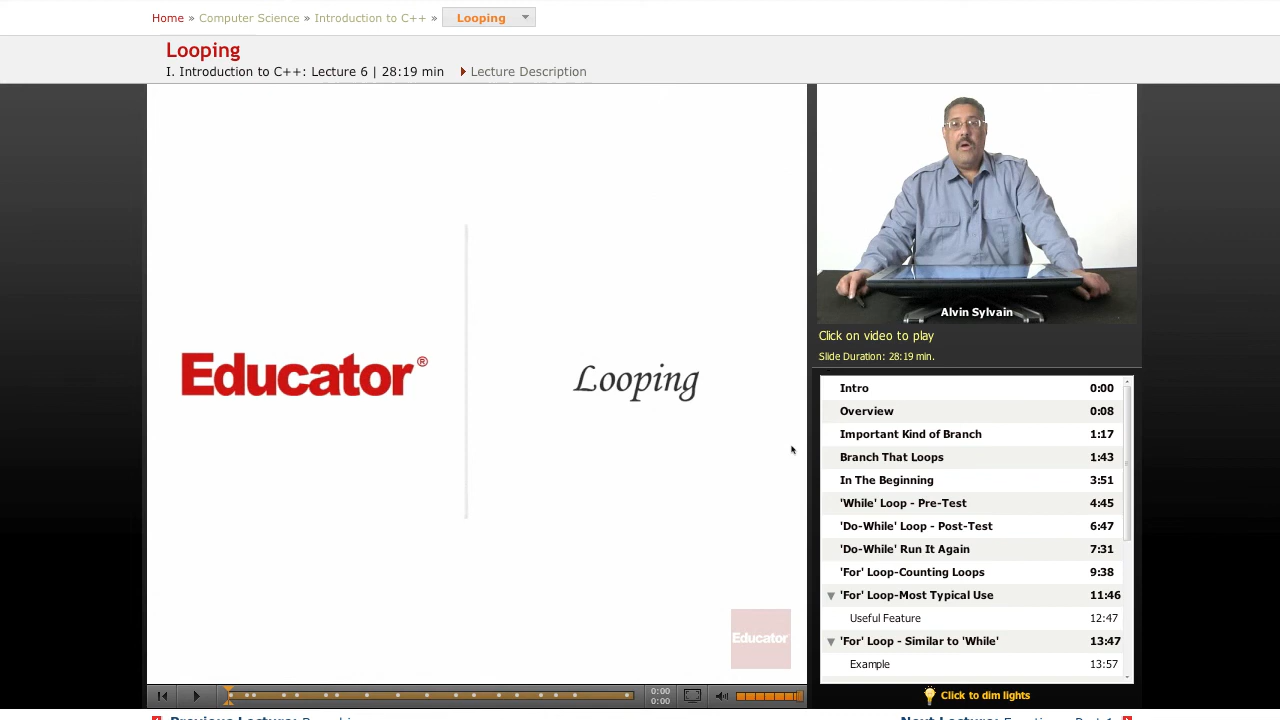 Home » Computer Science » Introduction to C++ » Looping
Looping
I. Introduction to C++: Lecture 6 | 28:19 min Lecture Description
Educator®
Looping
Educator
Alvin Sylvain
Click on video to play
Slide Duration: 28:19 min.
Intro 0:00
Overview 0:08
Important Kind of Branch 1:17
Branch That Loops 1:43
In The Beginning 3:51
'While' Loop - Pre-Test 4:45
'Do-While' Loop - Post-Test 6:47
'Do-While' Run It Again 7:31
'For' Loop-Counting Loops 9:38
'For' Loop-Most Typical Use 11:46
Useful Feature 12:47
'For' Loop - Similar to 'While' 13:47
Example 13:57
0:00
0:00
Click to dim lights
Previous Lecture:
Next Lecture: